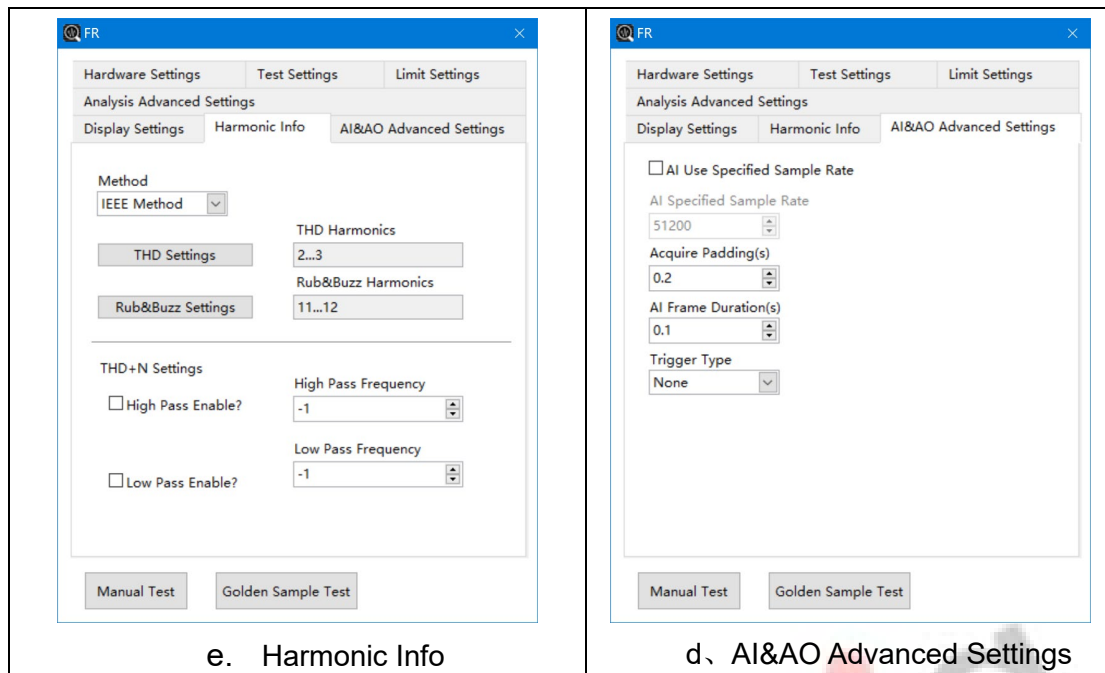 FR
Hardware Settings Test Settings Limit Settings
Analysis Advanced Settings
Display Settings Harmonic Info AI&AO Advanced Settings
Method
IEEE Method
THD Harmonics
THD Settings 2...3
Rub&Buzz Harmonics
Rub&Buzz Settings 11...12
THD+N Settings
High Pass Frequency
High Pass Enable? -1
Low Pass Frequency
Low Pass Enable? -1
Manual Test Golden Sample Test
e. Harmonic Info
FR
Hardware Settings Test Settings Limit Settings
Analysis Advanced Settings
Display Settings Harmonic Info AI&AO Advanced Settings
AI Use Specified Sample Rate
AI Specified Sample Rate
51200
Acquire Padding(s)
0.2
AI Frame Duration(s)
0.1
Trigger Type
None
Manual Test Golden Sample Test
d、AI&AO Advanced Settings